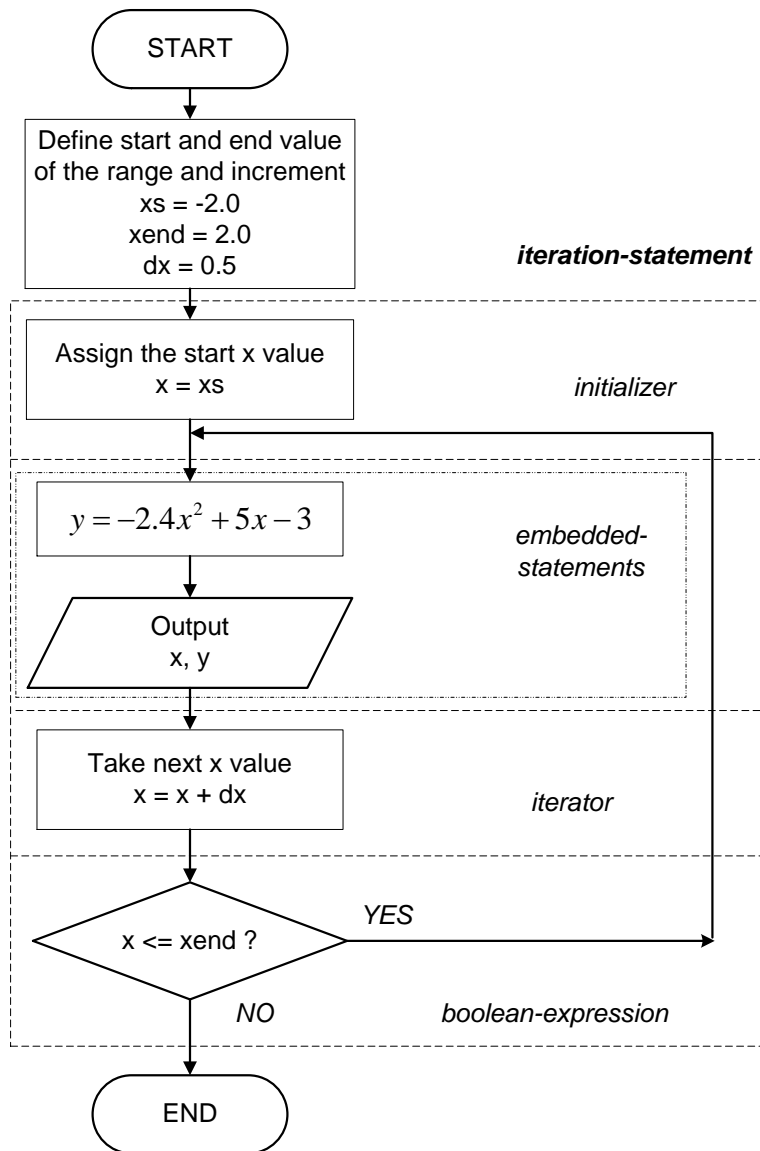 START
Define start and end value
of the range and increment
xs = -2.0
xend = 2.0
dx = 0.5
iteration-statement
Assign the start x value
x = xs
initializer
y = −2.4x² + 5x − 3
embedded-
statements
Output
x, y
Take next x value
x = x + dx
iterator
YES
x <= xend ?
NO
boolean-expression
END